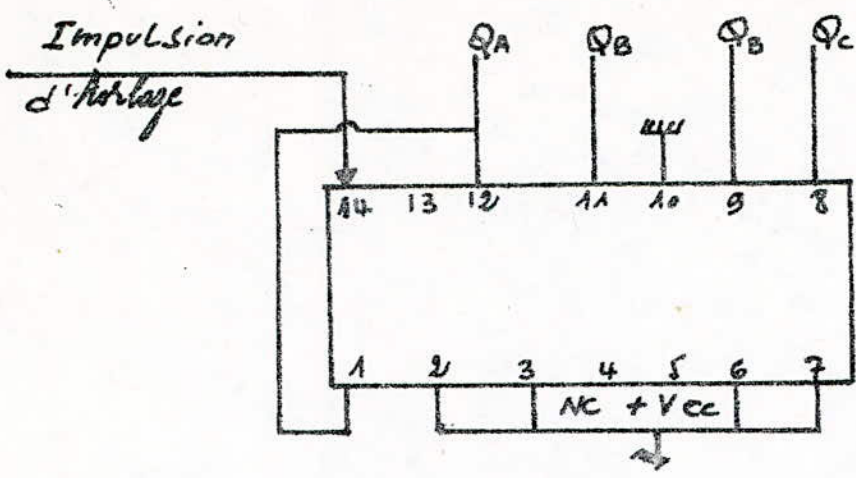 Impulsion
d'horloge
QA QB QB QC
14 13 12 11 10 9 8
1 2 3 4 5 6 7
NC + Vcc